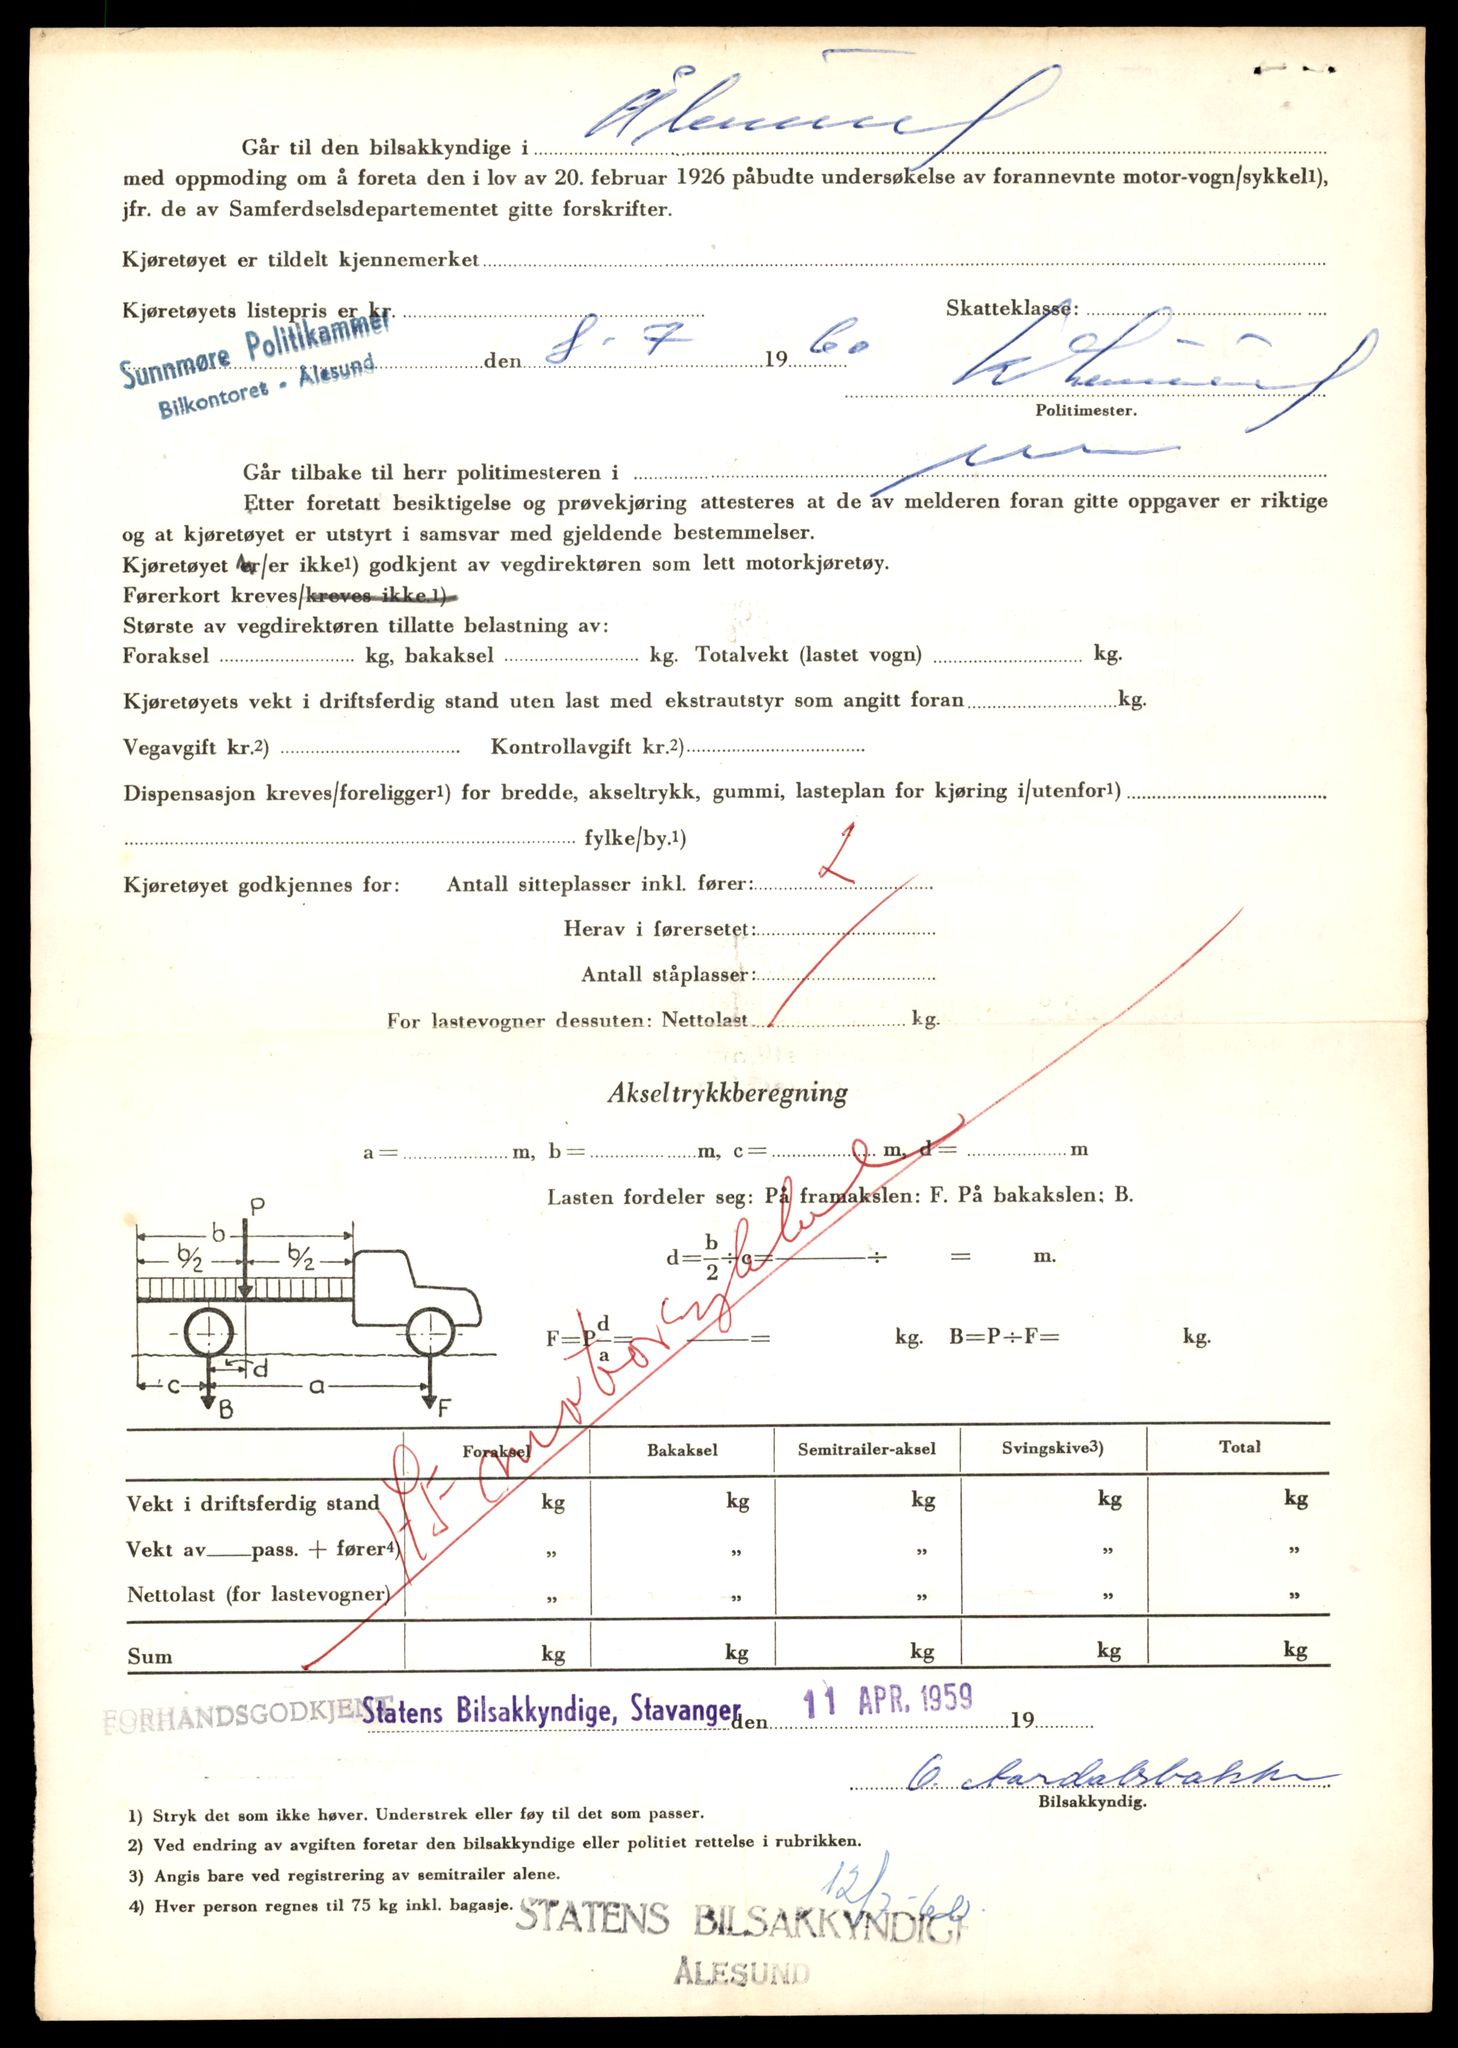 Går til den bilsakkyndige i Ålesund
med oppmoding om å foreta den i lov av 20. februar 1926 påbudte undersøkelse av forannevnte motor-vogn/sykkel1),
jfr. de av Samferdselsdepartementet gitte forskrifter.
Kjøretøyet er tildelt kjennemerket
Kjøretøyets listepris er kr. Skatteklasse:
Sunnmøre Politikammer den 8-7 1960
Bilkontoret - Ålesund
Politimester.
Går tilbake til herr politimesteren i
Etter foretatt besiktigelse og prøvekjøring attesteres at de av melderen foran gitte oppgaver er riktige
og at kjøretøyet er utstyrt i samsvar med gjeldende bestemmelser.
Kjøretøyet er/er ikke1) godkjent av vegdirektøren som lett motorkjøretøy.
Førerkort kreves/kreves ikke.1)
Største av vegdirektøren tillatte belastning av:
Foraksel kg, bakaksel kg. Totalvekt (lastet vogn) kg.
Kjøretøyets vekt i driftsferdig stand uten last med ekstrautstyr som angitt foran kg.
Vegavgift kr.2) Kontrollavgift kr.2)
Dispensasjon kreves/foreligger1) for bredde, akseltrykk, gummi, lasteplan for kjøring i/utenfor1)
fylke/by.1)
Kjøretøyet godkjennes for: Antall sitteplasser inkl. fører:
Herav i førersetet:
Antall ståplasser:
For lastevogner dessuten: Nettolast kg.
Akseltrykkberegning
a= m, b= m, c= m, d= m
Lasten fordeler seg: På framakslen: F. På bakakslen: B.
P
b
b/2 b/2
d=b/2÷c= ÷ = m.
F=P d/a= = kg. B=P÷F= kg.
d
c a
B F
motorsykkel
Foraksel Bakaksel Semitrailer-aksel Svingskive3) Total
Vekt i driftsferdig stand kg kg kg kg kg
Vekt av pass. + fører4) „ „ „ „ „
Nettolast (for lastevogner) „ „ „ „ „
Sum kg kg kg kg kg
FORHANDSGODKJENT Statens Bilsakkyndige, Stavanger, den 11 APR. 1959 19
O. Aardalsbakke
Bilsakkyndig.
1) Stryk det som ikke høver. Understrek eller føy til det som passer.
2) Ved endring av avgiften foretar den bilsakkyndige eller politiet rettelse i rubrikken.
3) Angis bare ved registrering av semitrailer alene.
4) Hver person regnes til 75 kg inkl. bagasje.
12/7-60.
STATENS BILSAKKYNDIGE
ÅLESUND